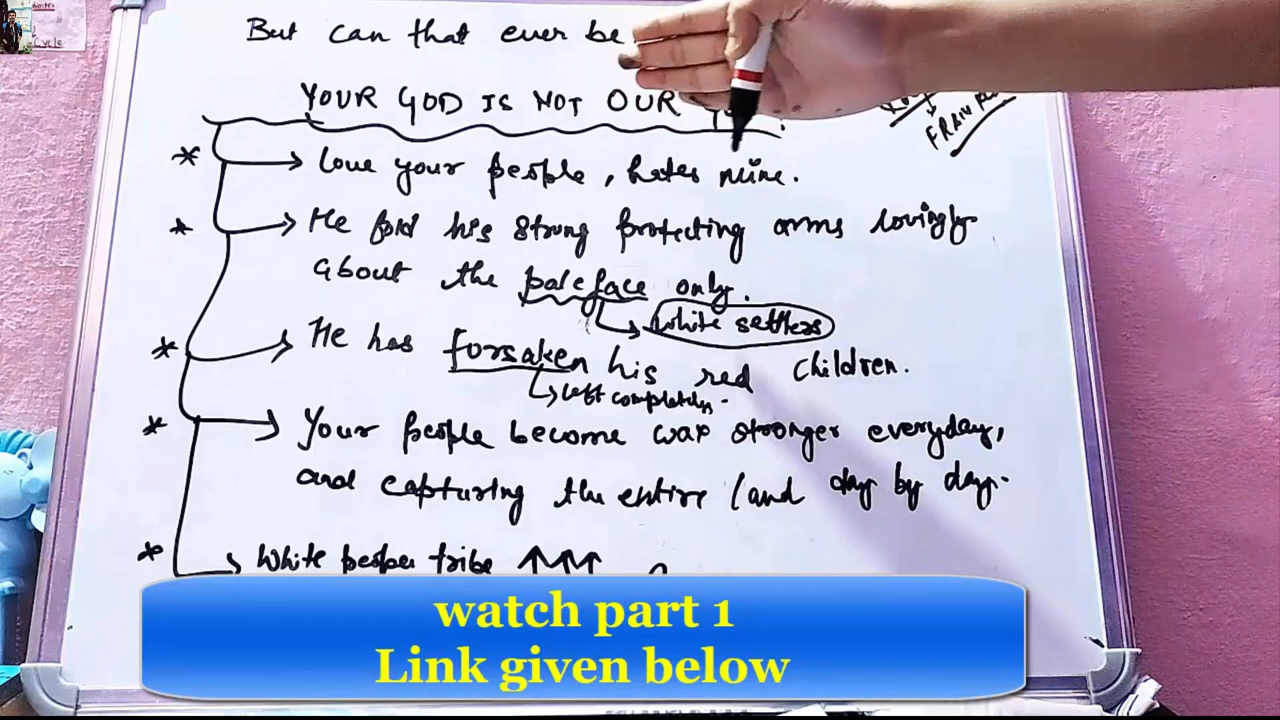 But can that ever be
YOUR GOD IS NOT OUR
* Love your people, hates mine.
* He fold his strong protecting arms lovingly
about the paleface only.
White settlers
* He has forsaken his red children.
left completely.
* Your people become wax stronger everyday,
and capturing the entire land day by day.
* White people tribe ↑↑↑
watch part 1
Link given below